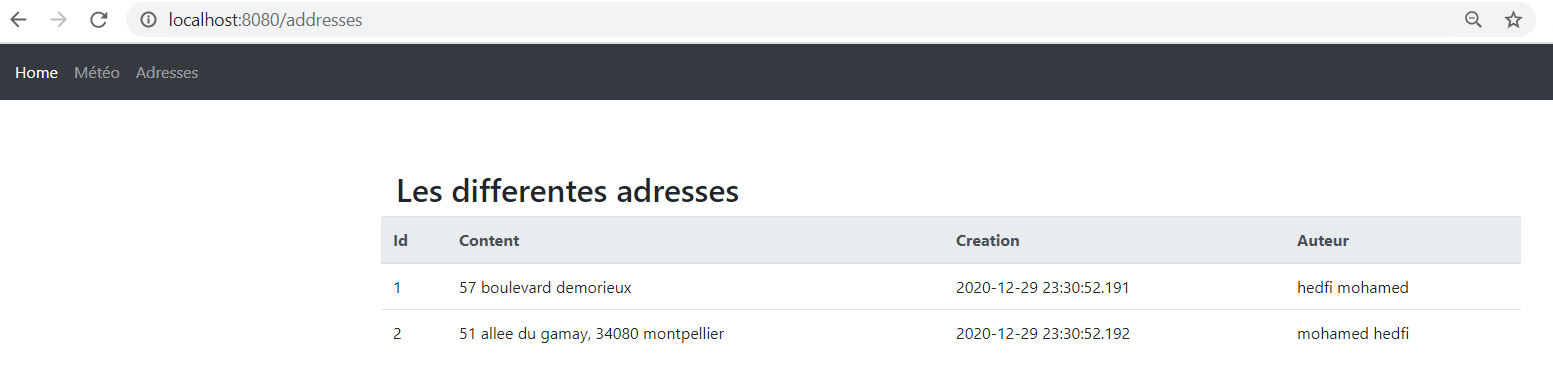 localhost:8080/addresses
Home Météo Adresses
Les differentes adresses
Id Content Creation Auteur
1 57 boulevard demorieux 2020-12-29 23:30:52.191 hedfi mohamed
2 51 allee du gamay, 34080 montpellier 2020-12-29 23:30:52.192 mohamed hedfi